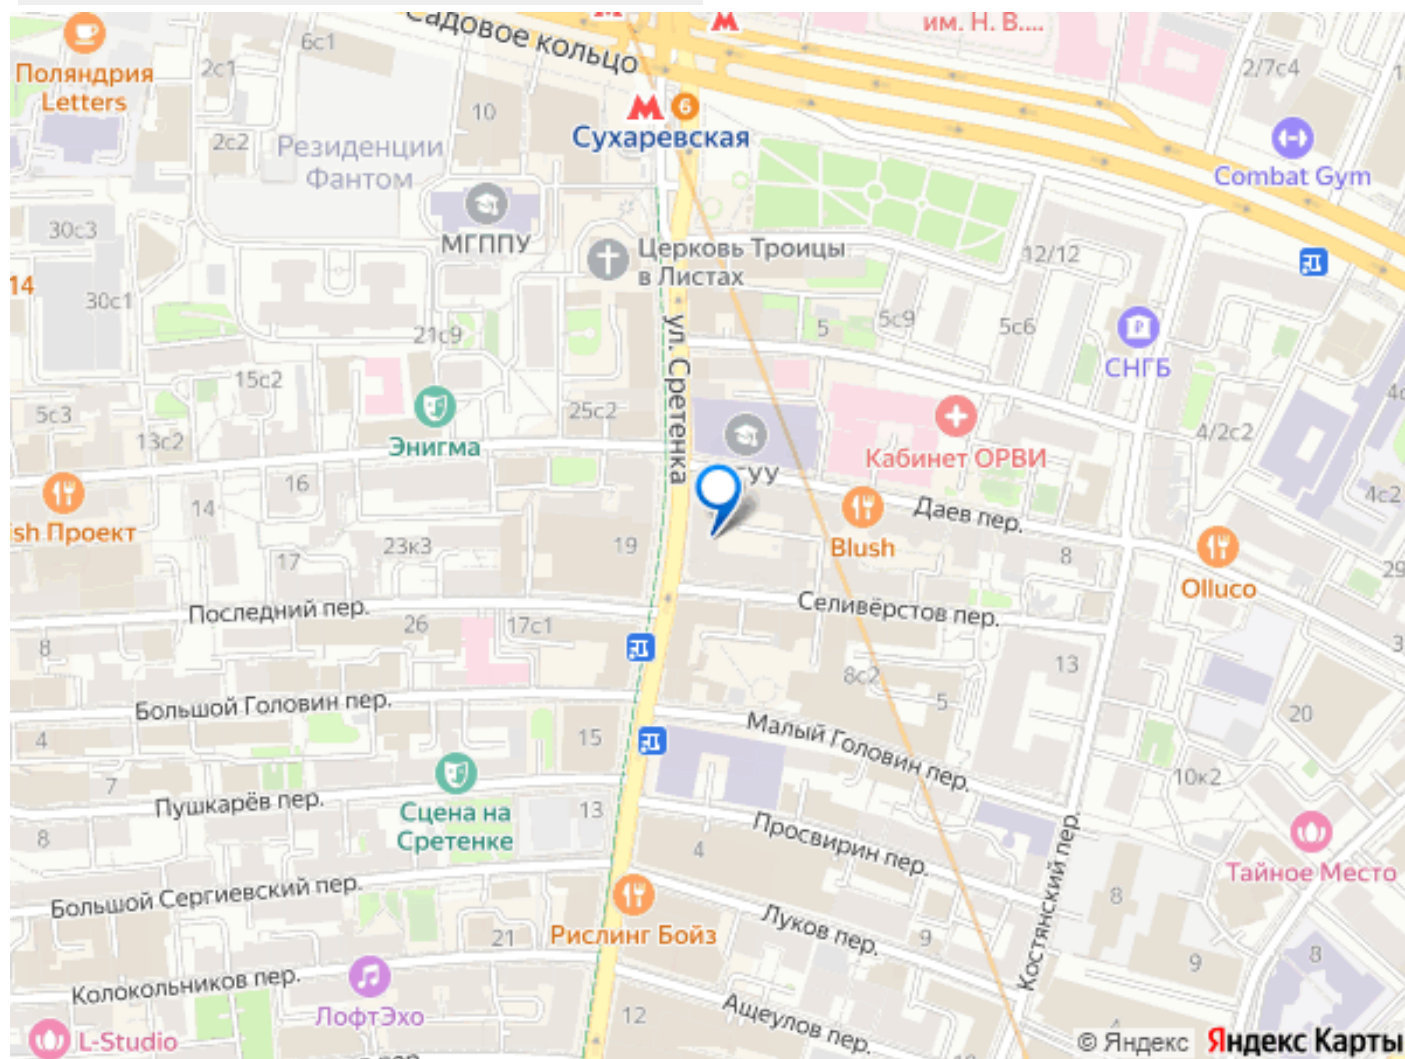 Садовое кольцо
им. Н. В....
6с1
2с1
Поляндрия
Letters
10
2/7с4
6
Сухаревская
2с2
Резиденции
Фантом
Combat Gym
МГППУ
30с3
Церковь Троицы
в Листах
12/12
14
30с1
21с9
5
5с9
5с6
ул. Сретенка
СНГБ
15с2
5с3
13с2
25с2
Энигма
4/2с2
Кабинет ОРВИ
УУ
16
14
4с2
sh Проект
Даев пер.
23к3
19
Blush
8
17
29
Olluco
Последний пер.
Селивёрстов пер.
26
17с1
8
13
8с2
5
Большой Головин пер.
20
4
15
Малый Головин пер.
7
10к2
Пушкарёв пер.
Сцена на
Сретенке
13
8
4
Просвирин пер.
Костянский пер.
Тайное Место
Большой Сергиевский пер.
8
21
Рислинг Бойз
Луков пер.
9
9
8
Колокольников пер.
ЛофтЭхо
12
Ащеулов пер.
L-Studio
© Яндекс
Яндекс Карты